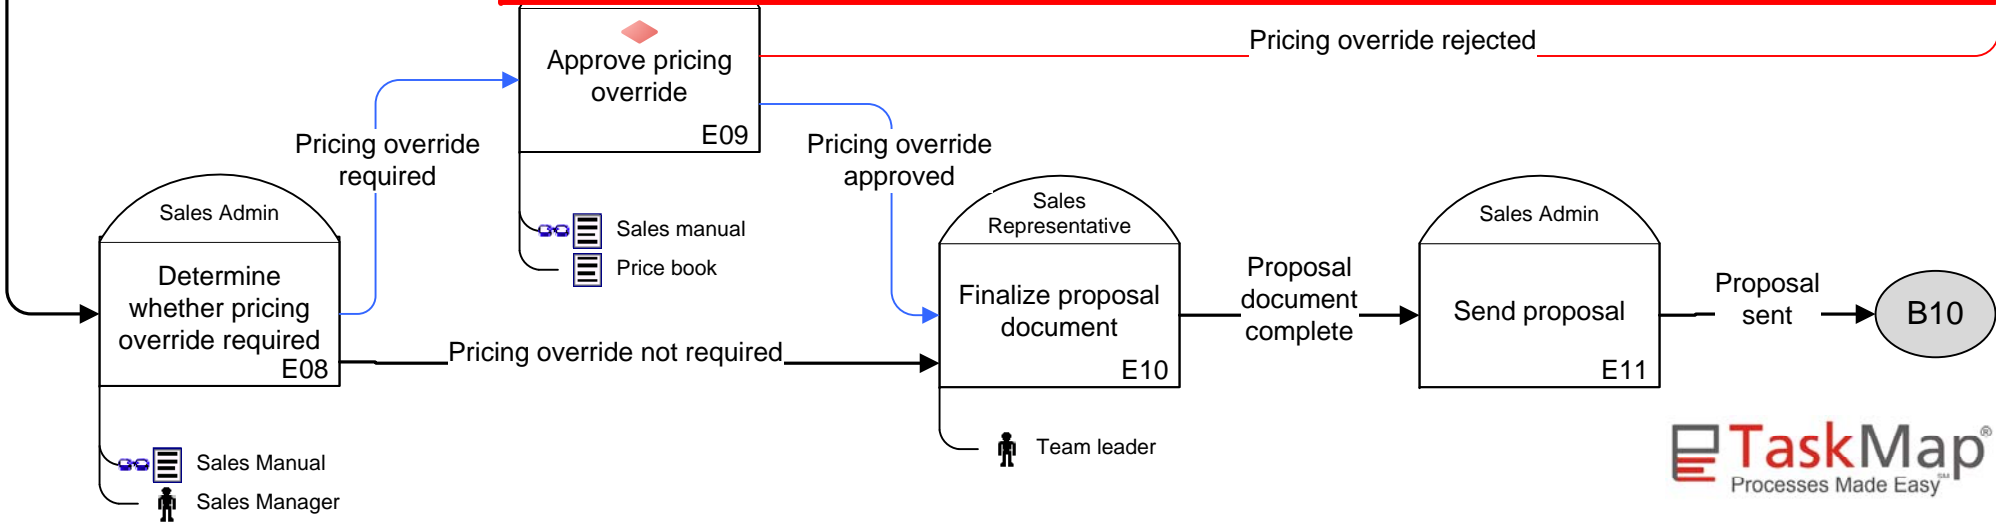 Pricing override rejected
Approve pricing
override
E09
Pricing override
required
Pricing override
approved
Sales Admin
Determine
whether pricing
override required
E08
Sales manual
Price book
Sales
Representative
Finalize proposal
document
E10
Sales Admin
Send proposal
E11
Proposal
document
complete
Proposal
sent
B10
Pricing override not required
Sales Manual
Sales Manager
Team leader
TaskMap®
Processes Made Easy℠